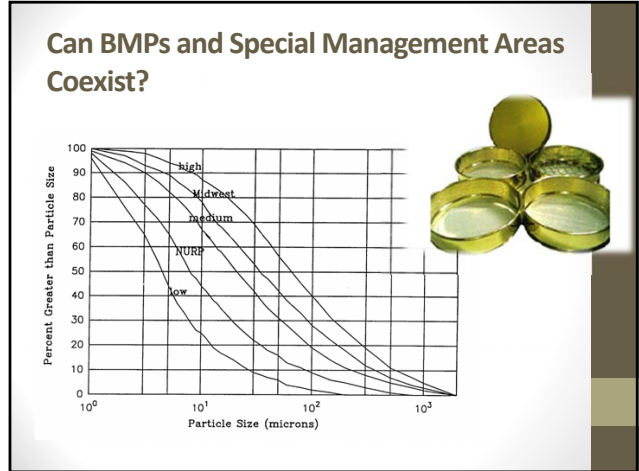 Can BMPs and Special Management Areas
Coexist?
Percent Greater than Particle Size
100
90
80
70
60
50
40
30
20
10
0
high
Midwest
medium
NURP
low
10⁰
10¹
10²
10³
Particle Size (microns)